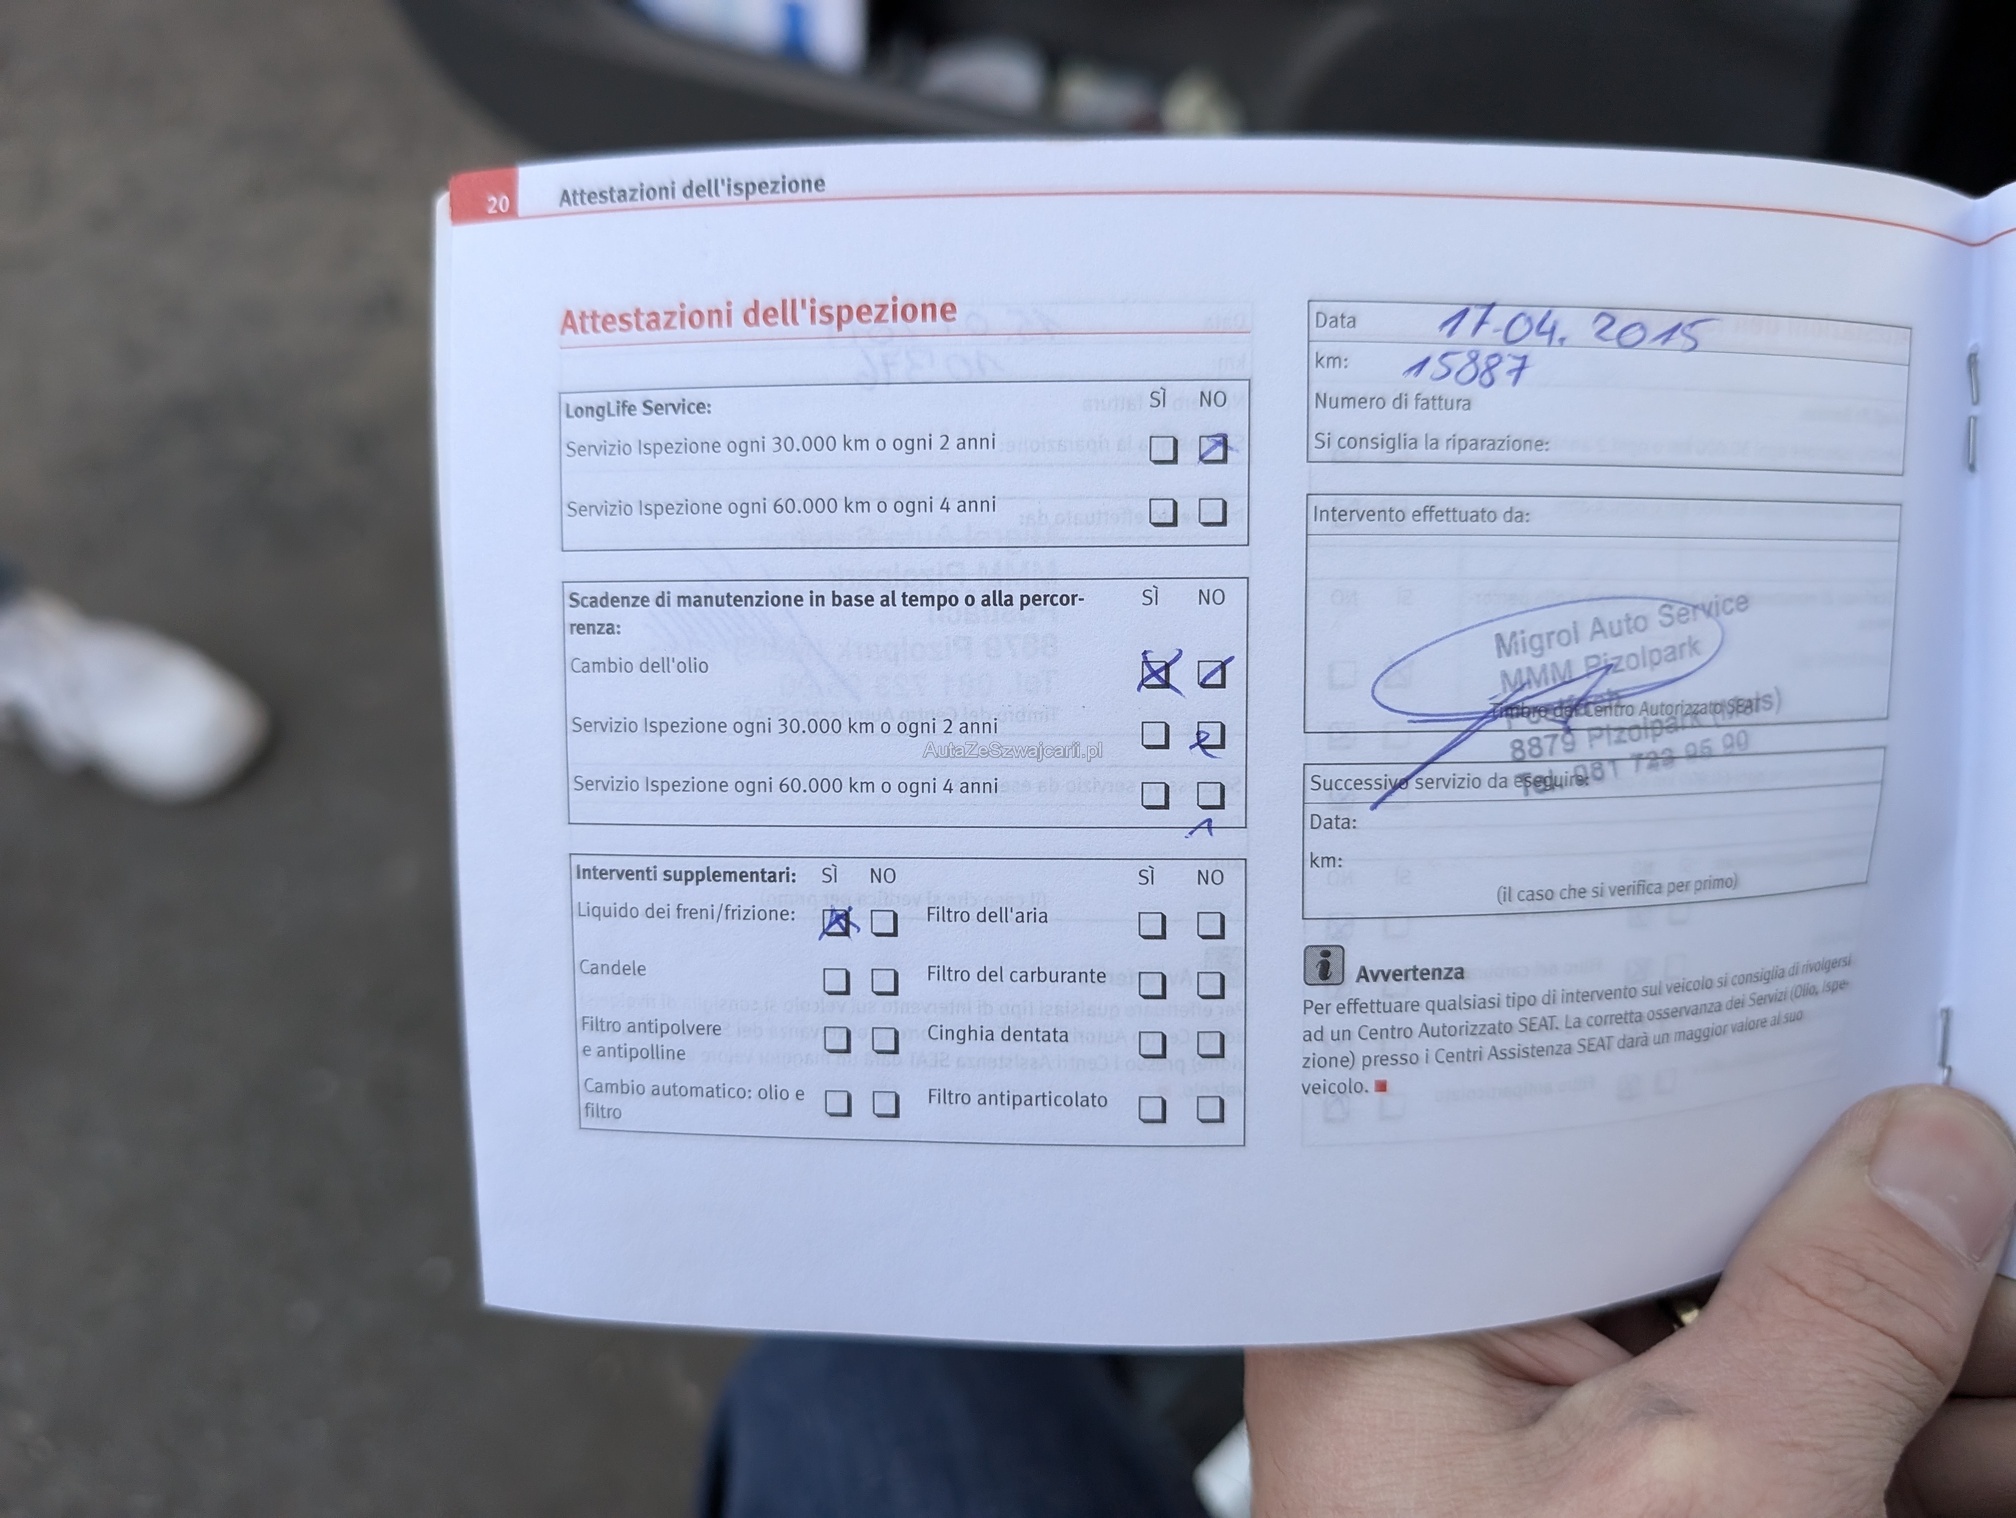 20 Attestazioni dell'ispezione
Attestazioni dell'ispezione
LongLife Service: SÌ NO
Servizio Ispezione ogni 30.000 km o ogni 2 anni
Servizio Ispezione ogni 60.000 km o ogni 4 anni
Scadenze di manutenzione in base al tempo o alla percor- SÌ NO
renza:
Cambio dell'olio
Servizio Ispezione ogni 30.000 km o ogni 2 anni
AutaZeSzwajcarii.pl
Servizio Ispezione ogni 60.000 km o ogni 4 anni
Interventi supplementari: SÌ NO SÌ NO
Liquido dei freni/frizione: Filtro dell'aria
Candele Filtro del carburante
Filtro antipolvere Cinghia dentata
e antipolline
Cambio automatico: olio e Filtro antiparticolato
filtro
Data 17.04.2015
km: 15887
Numero di fattura
Si consiglia la riparazione:
Intervento effettuato da:
Migrol Auto Service
MMM Pizolpark
Timbro del Centro Autorizzato SEAT
8879 Pizolpark
Tel. 081 723 95 90
Successivo servizio da eseguire:
Data:
km:
(il caso che si verifica per primo)
Avvertenza
Per effettuare qualsiasi tipo di intervento sul veicolo si consiglia di rivolgersi
ad un Centro Autorizzato SEAT. La corretta osservanza dei Servizi (Olio, Ispe-
zione) presso i Centri Assistenza SEAT darà un maggior valore al suo
veicolo.